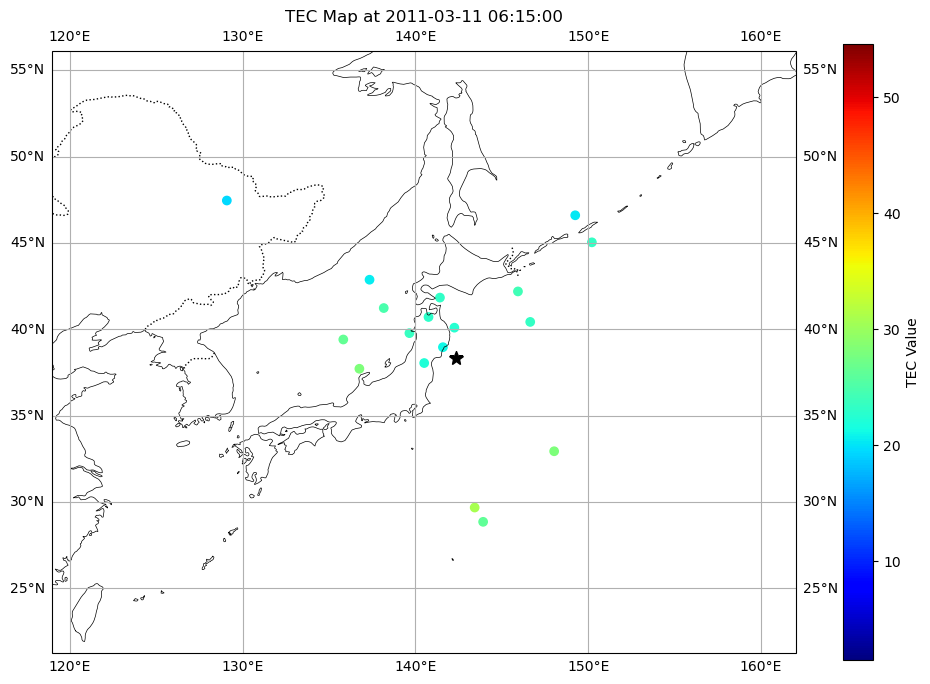 TEC Map at 2011-03-11 06:15:00
120°E 130°E 140°E 150°E 160°E
55°N 55°N 50
50°N 50°N
45°N 45°N 40
40°N 40°N 30
TEC Value
35°N 35°N 20
30°N 30°N
25°N 25°N 10
120°E 130°E 140°E 150°E 160°E